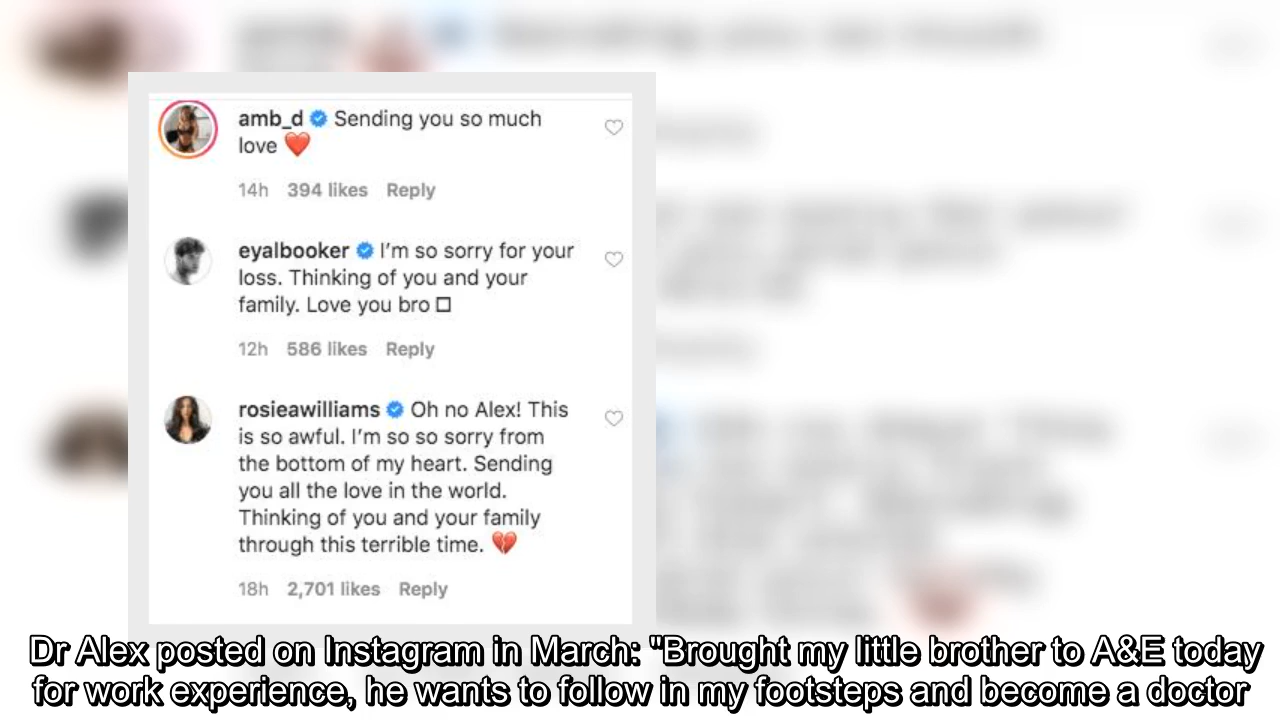 amb_d Sending you so much
love ❤️
14h 394 likes Reply
eyalbooker I'm so sorry for your
loss. Thinking of you and your
family. Love you bro □
12h 586 likes Reply
rosieawilliams Oh no Alex! This
is so awful. I'm so so sorry from
the bottom of my heart. Sending
you all the love in the world.
Thinking of you and your family
through this terrible time. 💔
18h 2,701 likes Reply
Dr Alex posted on Instagram in March: "Brought my little brother to A&E today
for work experience, he wants to follow in my footsteps and become a doctor